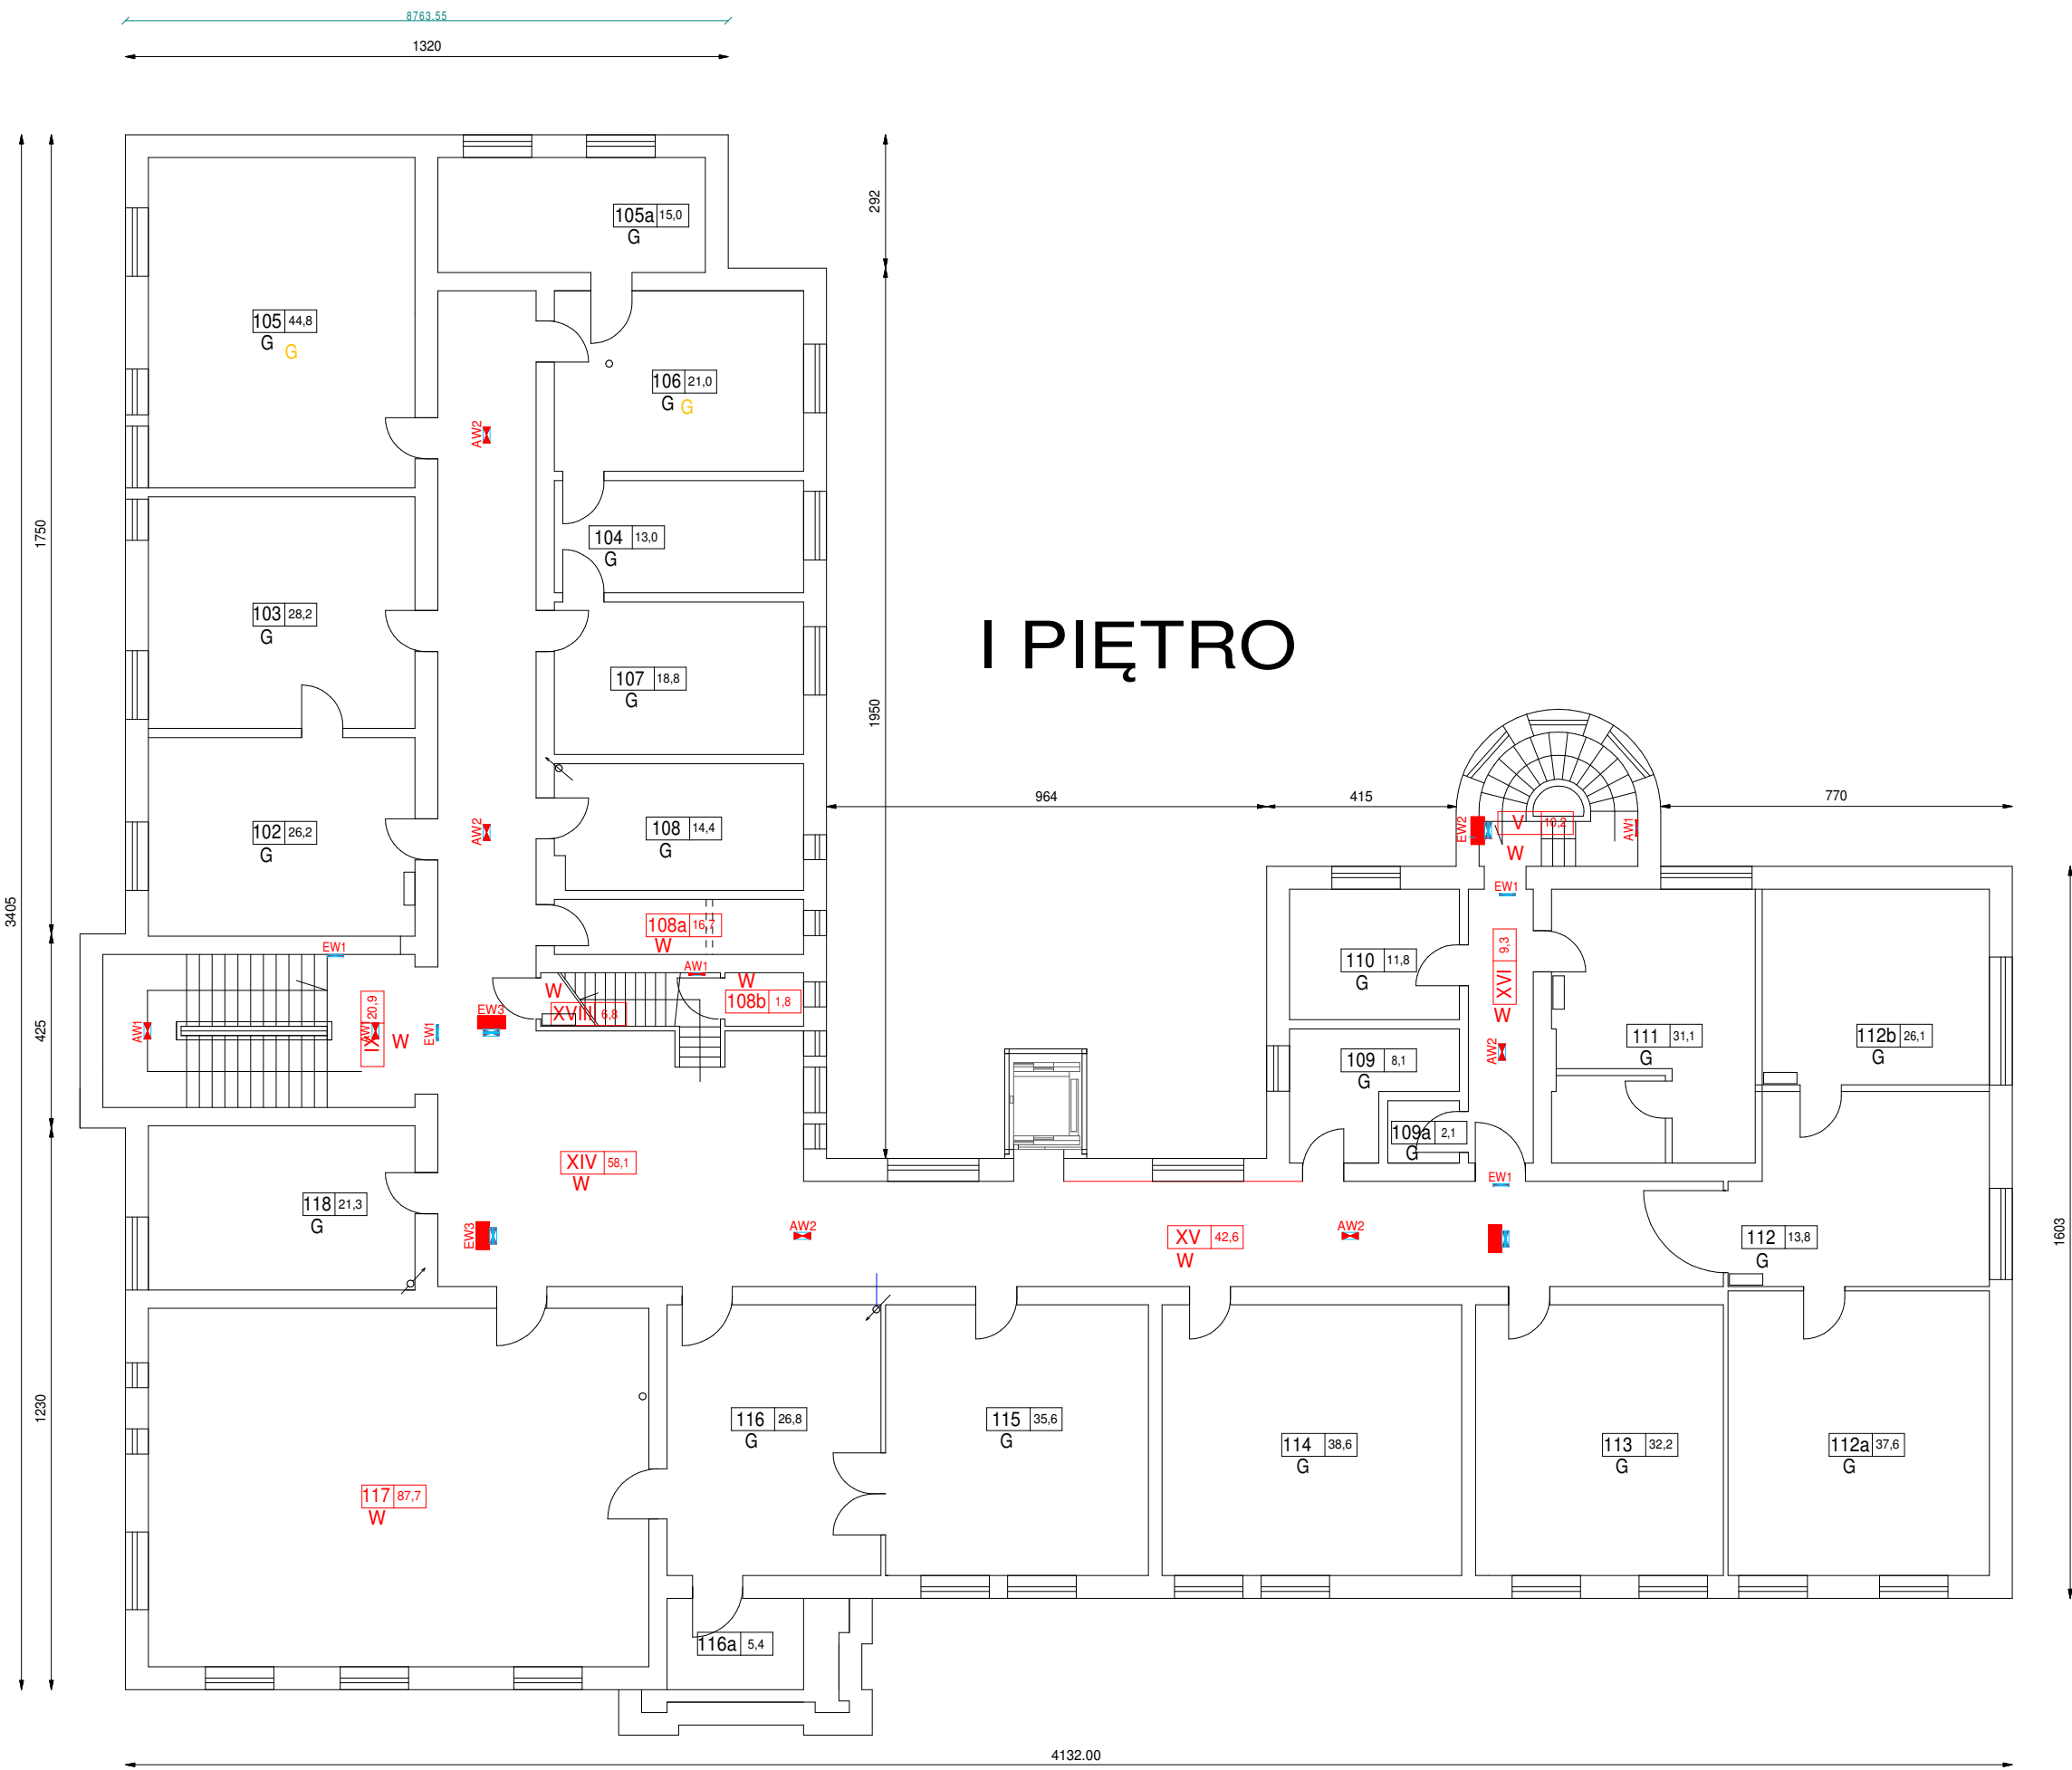 8763.55
1320
292
105a 15,0
G
105 44,8
G G
106 21,0
G G
AW2
1750
104 13,0
G
103 28,2
G
I PIĘTRO
107 18,8
G
1950
964
415
770
102 26,2
G
AW2
108 14,4
G
EW2
V 10,2
W
AW1
EW1
3405
108a 16,7
W
EW1
AW1
W
108b 1,8
W
XVIII 6,8
EW3
AW1
AW1
IX 20,9
W
EW1
425
110 11,8
G
XVI 9,3
W
AW2
111 31,1
G
112b 26,1
G
109 8,1
G
109a 2,1
G
XIV 58,1
W
EW1
118 21,3
G
EW3
AW2
XV 42,6
W
AW2
112 13,8
G
1603
1230
116 26,8
G
115 35,6
G
114 38,6
G
113 32,2
G
112a 37,6
G
117 87,7
W
116a 5,4
4132.00